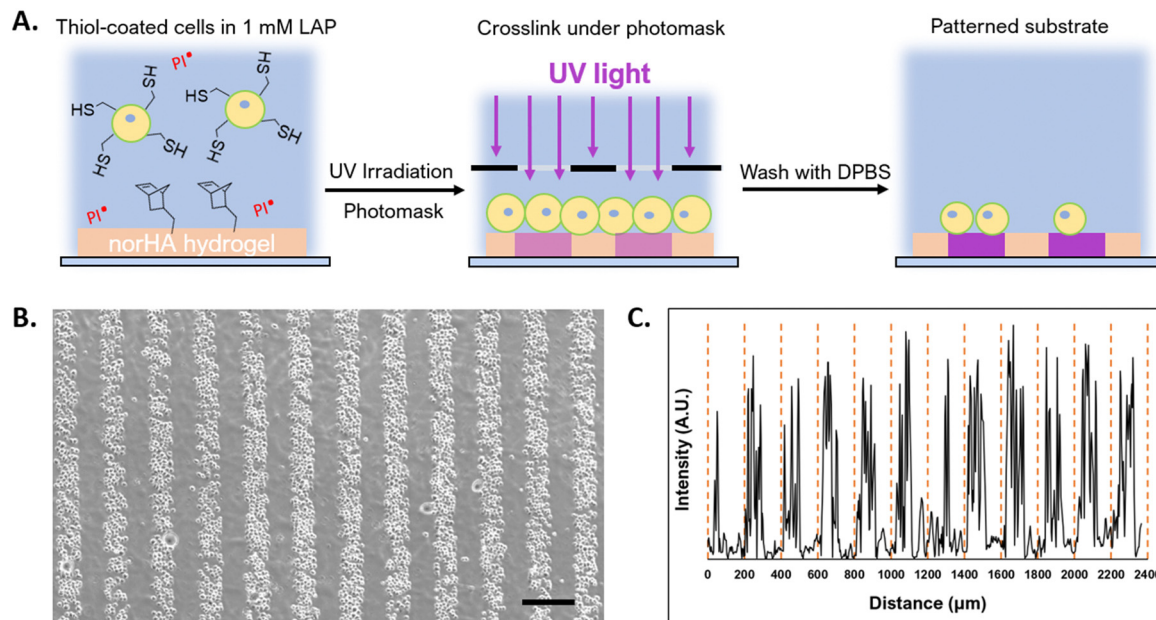 A.
Thiol-coated cells in 1 mM LAP
PI•
SH
SH
HS
HS
SH
HS
SH
HS
PI•
PI•
norHA hydrogel
UV Irradiation
Photomask
Crosslink under photomask
UV light
Wash with DPBS
Patterned substrate
B.
C.
Intensity (A.U.)
0 200 400 600 800 1000 1200 1400 1600 1800 2000 2200 2400
Distance (µm)